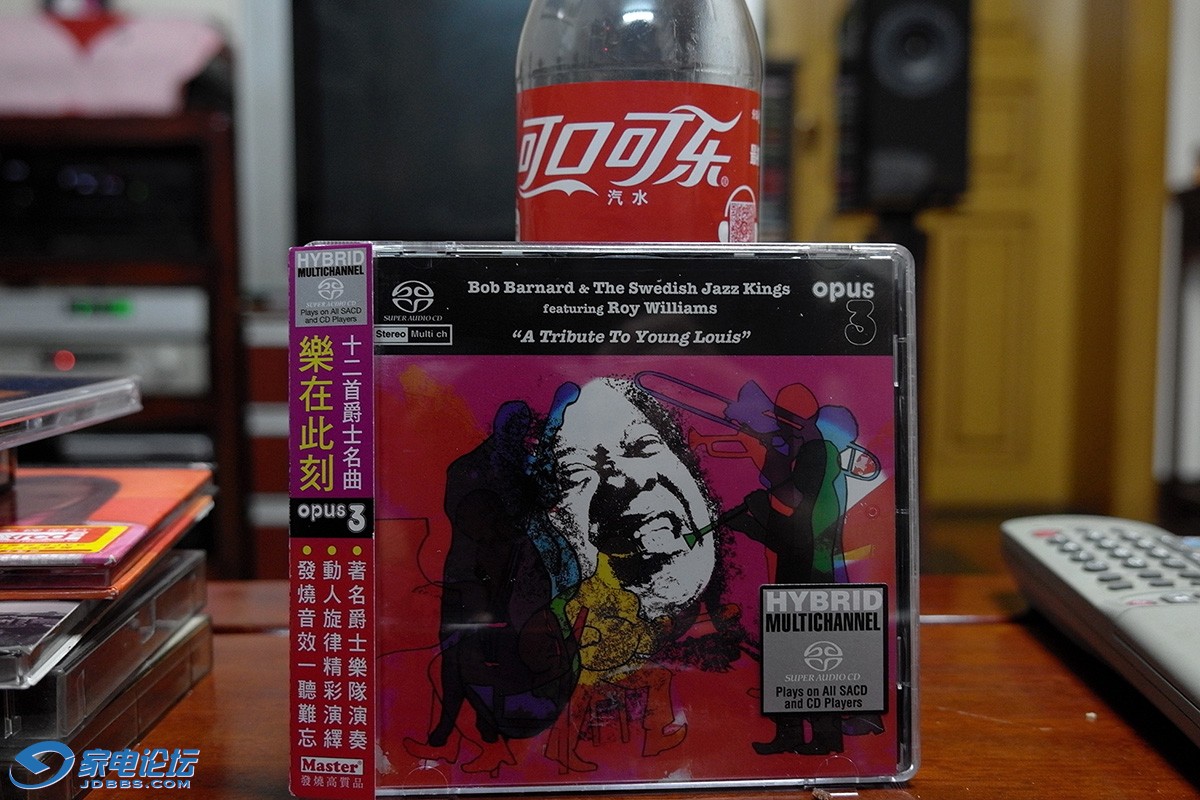 可口可乐
汽水
HYBRID
MULTICHANNEL
SUPER AUDIO CD
Plays on All SACD
and CD Players
十二首爵士名曲
樂在此刻
opus3
•著名爵士樂隊演奏
•動人旋律精彩演繹
•發燒音效一聽難忘
Master
發燒高質品
SUPER AUDIO CD
Stereo Multi ch
Bob Barnard & The Swedish Jazz Kings
featuring Roy Williams
"A Tribute To Young Louis"
opus
3
HYBRID
MULTICHANNEL
SUPER AUDIO CD
Plays on All SACD
and CD Players
家电论坛
JDBBS.COM